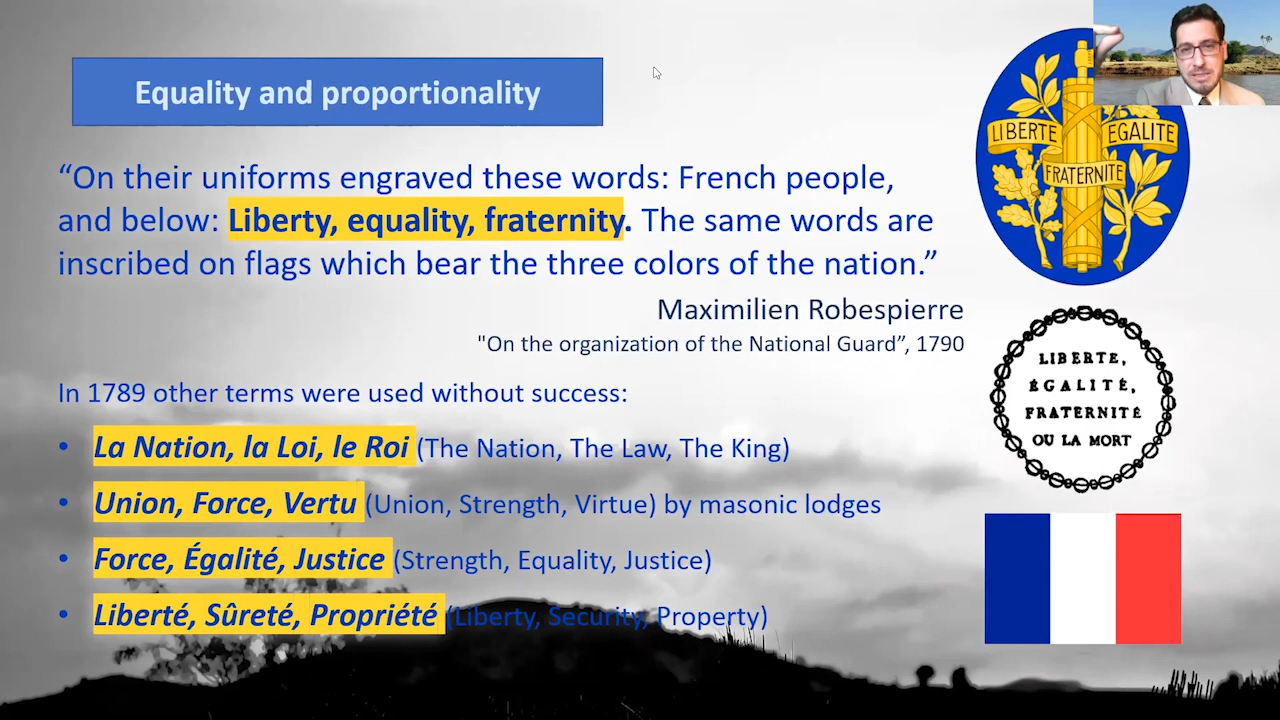 Equality and proportionality
“On their uniforms engraved these words: French people,
and below: Liberty, equality, fraternity. The same words are
inscribed on flags which bear the three colors of the nation.”
Maximilien Robespierre
"On the organization of the National Guard”, 1790
In 1789 other terms were used without success:
• La Nation, la Loi, le Roi (The Nation, The Law, The King)
• Union, Force, Vertu (Union, Strength, Virtue) by masonic lodges
• Force, Égalité, Justice (Strength, Equality, Justice)
• Liberté, Sûreté, Propriété (Liberty, Security, Property)
LIBERTE
EGALITE
FRATERNITE
LIBERTÉ,
ÉGALITÉ,
FRATERNITÉ
OU LA MORT